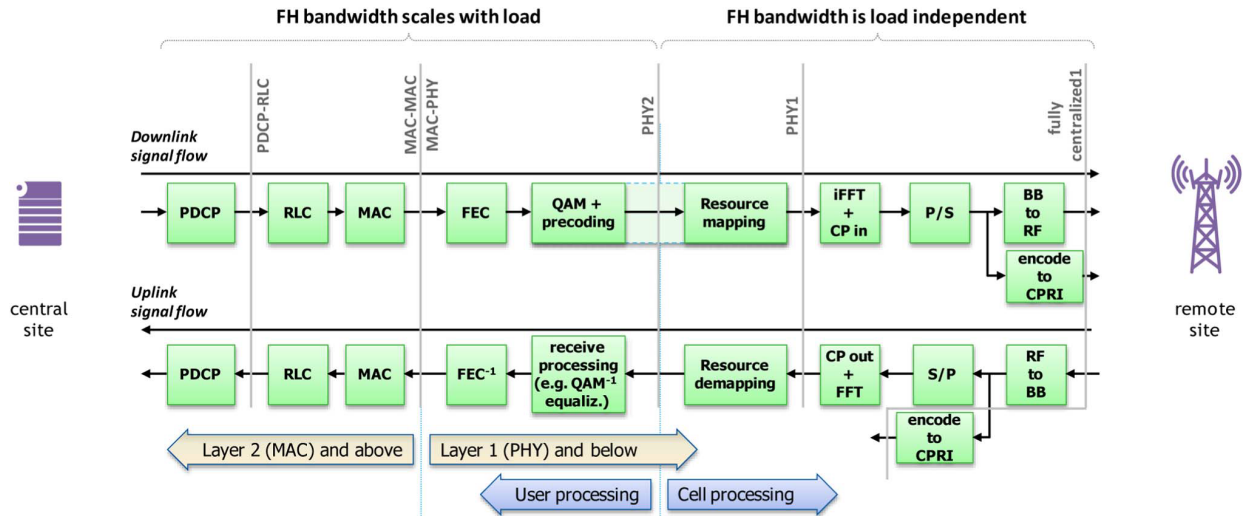 FH bandwidth scales with load
FH bandwidth is load independent
PDCP-RLC
MAC-MAC
MAC-PHY
PHY2
PHY1
fully
centralized1
Downlink
signal flow
PDCP
RLC
MAC
FEC
QAM +
precoding
Resource
mapping
iFFT
+
CP in
P/S
BB
to
RF
encode
to
CPRI
central
site
remote
site
Uplink
signal flow
PDCP
RLC
MAC
FEC⁻¹
receive
processing
(e.g. QAM⁻¹
equaliz.)
Resource
demapping
CP out
+
FFT
S/P
RF
to
BB
encode
to
CPRI
Layer 2 (MAC) and above
Layer 1 (PHY) and below
User processing
Cell processing